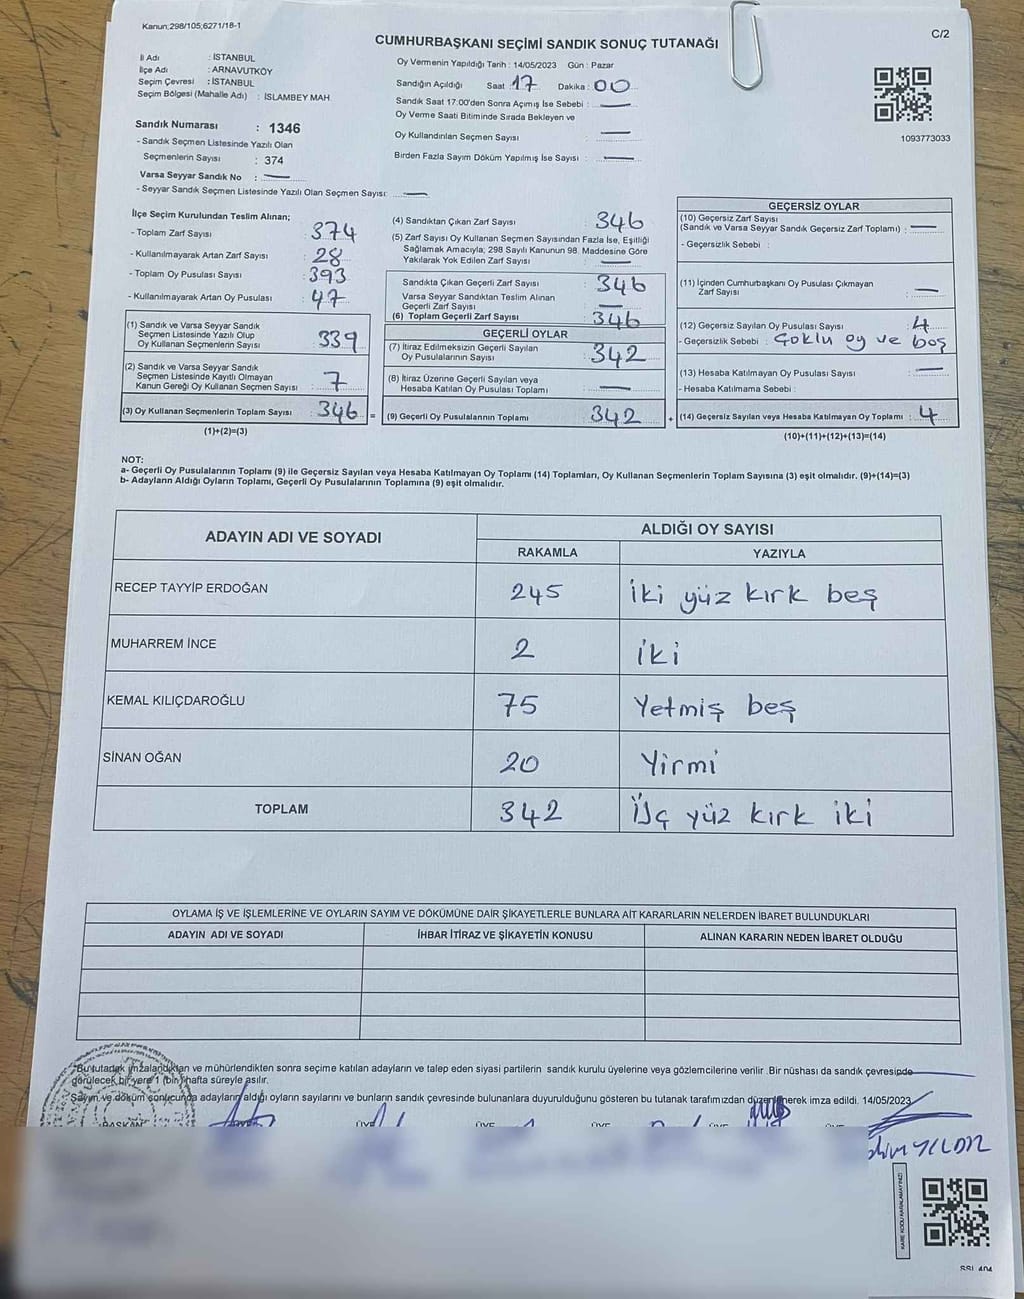 Kanun;298/105;6271/18-1
C/2
CUMHURBAŞKANI SEÇİMİ SANDIK SONUÇ TUTANAĞI
İl Adı : İSTANBUL
İlçe Adı : ARNAVUTKÖY
Seçim Çevresi : İSTANBUL
Seçim Bölgesi (Mahalle Adı) : İSLAMBEY MAH.
Sandık Numarası : 1346
- Sandık Seçmen Listesinde Yazılı Olan
Seçmenlerin Sayısı : 374
Varsa Seyyar Sandık No :
- Seyyar Sandık Seçmen Listesinde Yazılı Olan Seçmen Sayısı:
Oy Vermenin Yapıldığı Tarih : 14/05/2023 Gün : Pazar
Sandığın Açıldığı Saat : 17 Dakika : 00
Sandık Saat 17:00'den Sonra Açımış İse Sebebi :
Oy Verme Saati Bitiminde Sırada Bekleyen ve
Oy Kullandırılan Seçmen Sayısı :
Birden Fazla Sayım Döküm Yapılmış İse Sayısı :
1093773033
İlçe Seçim Kurulundan Teslim Alınan;
- Toplam Zarf Sayısı : 374
- Kullanılmayarak Artan Zarf Sayısı : 28
- Toplam Oy Pusulası Sayısı : 393
- Kullanılmayarak Artan Oy Pusulası : 47
(1) Sandık ve Varsa Seyyar Sandık
Seçmen Listesinde Yazılı Olup
Oy Kullanan Seçmenlerin Sayısı : 339
(2) Sandık ve Varsa Seyyar Sandık
Seçmen Listesinde Kayıtlı Olmayan
Kanun Gereği Oy Kullanan Seçmen Sayısı : 7
(3) Oy Kullanan Seçmenlerin Toplam Sayısı : 346 =
(1)+(2)=(3)
(4) Sandıktan Çıkan Zarf Sayısı : 346
(5) Zarf Sayısı Oy Kullanan Seçmen Sayısından Fazla İse, Eşitliği
Sağlamak Amacıyla; 298 Sayılı Kanunun 98. Maddesine Göre
Yakılarak Yok Edilen Zarf Sayısı :
Sandıkta Çıkan Geçerli Zarf Sayısı : 346
Varsa Seyyar Sandıktan Teslim Alınan
Geçerli Zarf Sayısı :
(6) Toplam Geçerli Zarf Sayısı : 346
GEÇERLİ OYLAR
(7) İtiraz Edilmeksizin Geçerli Sayılan
Oy Pusulalarının Sayısı : 342
(8) İtiraz Üzerine Geçerli Sayılan veya
Hesaba Katılan Oy Pusulası Toplamı :
(9) Geçerli Oy Pusulalarının Toplamı : 342 +
GEÇERSİZ OYLAR
(10) Geçersiz Zarf Sayısı
(Sandık ve Varsa Seyyar Sandık Geçersiz Zarf Toplamı) :
- Geçersizlik Sebebi :
(11) İçinden Cumhurbaşkanı Oy Pusulası Çıkmayan
Zarf Sayısı :
(12) Geçersiz Sayılan Oy Pusulası Sayısı : 4
- Geçersizlik Sebebi : Çoklu oy ve boş
(13) Hesaba Katılmayan Oy Pusulası Sayısı :
- Hesaba Katılmama Sebebi :
(14) Geçersiz Sayılan veya Hesaba Katılmayan Oy Toplamı : 4
(10)+(11)+(12)+(13)=(14)
NOT:
a- Geçerli Oy Pusulalarının Toplamı (9) ile Geçersiz Sayılan veya Hesaba Katılmayan Oy Toplamı (14) Toplamları, Oy Kullanan Seçmenlerin Toplam Sayısına (3) eşit olmalıdır. (9)+(14)=(3)
b- Adayların Aldığı Oyların Toplamı, Geçerli Oy Pusulalarının Toplamına (9) eşit olmalıdır.
ADAYIN ADI VE SOYADI ALDIĞI OY SAYISI
RAKAMLA YAZIYLA
RECEP TAYYİP ERDOĞAN 245 iki yüz kırk beş
MUHARREM İNCE 2 iki
KEMAL KILIÇDAROĞLU 75 Yetmiş beş
SİNAN OĞAN 20 Yirmi
TOPLAM 342 Üç yüz kırk iki
OYLAMA İŞ VE İŞLEMLERİNE VE OYLARIN SAYIM VE DÖKÜMÜNE DAİR ŞİKAYETLERLE BUNLARA AİT KARARLARIN NELERDEN İBARET BULUNDUKLARI
ADAYIN ADI VE SOYADI İHBAR İTİRAZ VE ŞİKAYETİN KONUSU ALINAN KARARIN NEDEN İBARET OLDUĞU
*Bu tutadak imzalandıktan ve mühürlendikten sonra seçime katılan adayların ve talep eden siyasi partilerin sandık kurulu üyelerine veya gözlemcilerine verilir. Bir nüshası da sandık çevresinde
görülecek bir yere 1 (bir) hafta süreyle asılır.
Sayım ve döküm sonucunda adayların aldığı oyların sayılarını ve bunların sandık çevresinde bulunanlara duyurulduğunu gösteren bu tutanak tarafımızdan düzenlenerek imza edildi. 14/05/2023
BAŞKAN ÜYE ÜYE ÜYE ÜYE
YILDIZ
KARE KODU KARALAMAYINIZ!